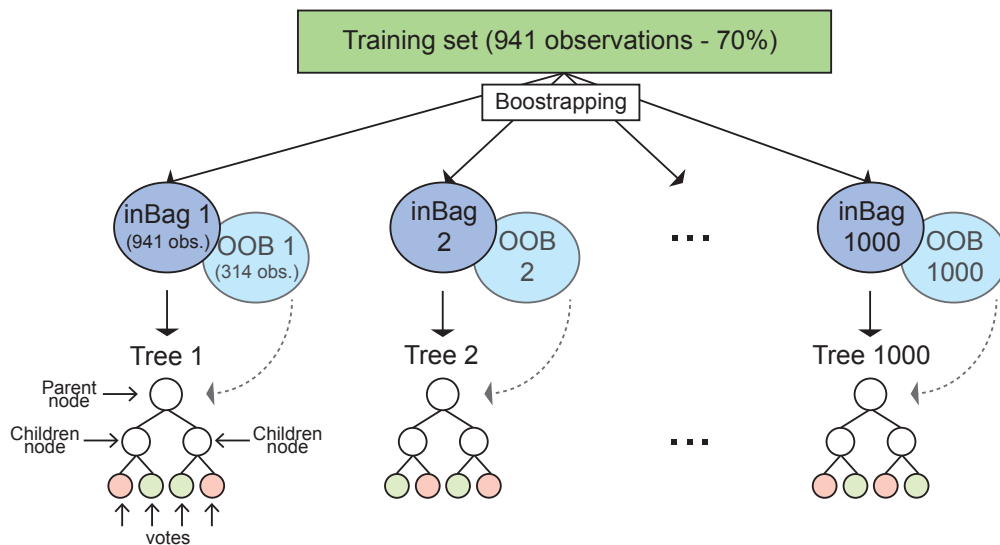 Training set (941 observations - 70%)
Boostrapping
inBag 1
(941 obs.)
OOB 1
(314 obs.)
inBag
2
OOB
2
...
inBag
1000
OOB
1000
Tree 1
Tree 2
Tree 1000
Parent
node
Children
node
Children
node
...
votes